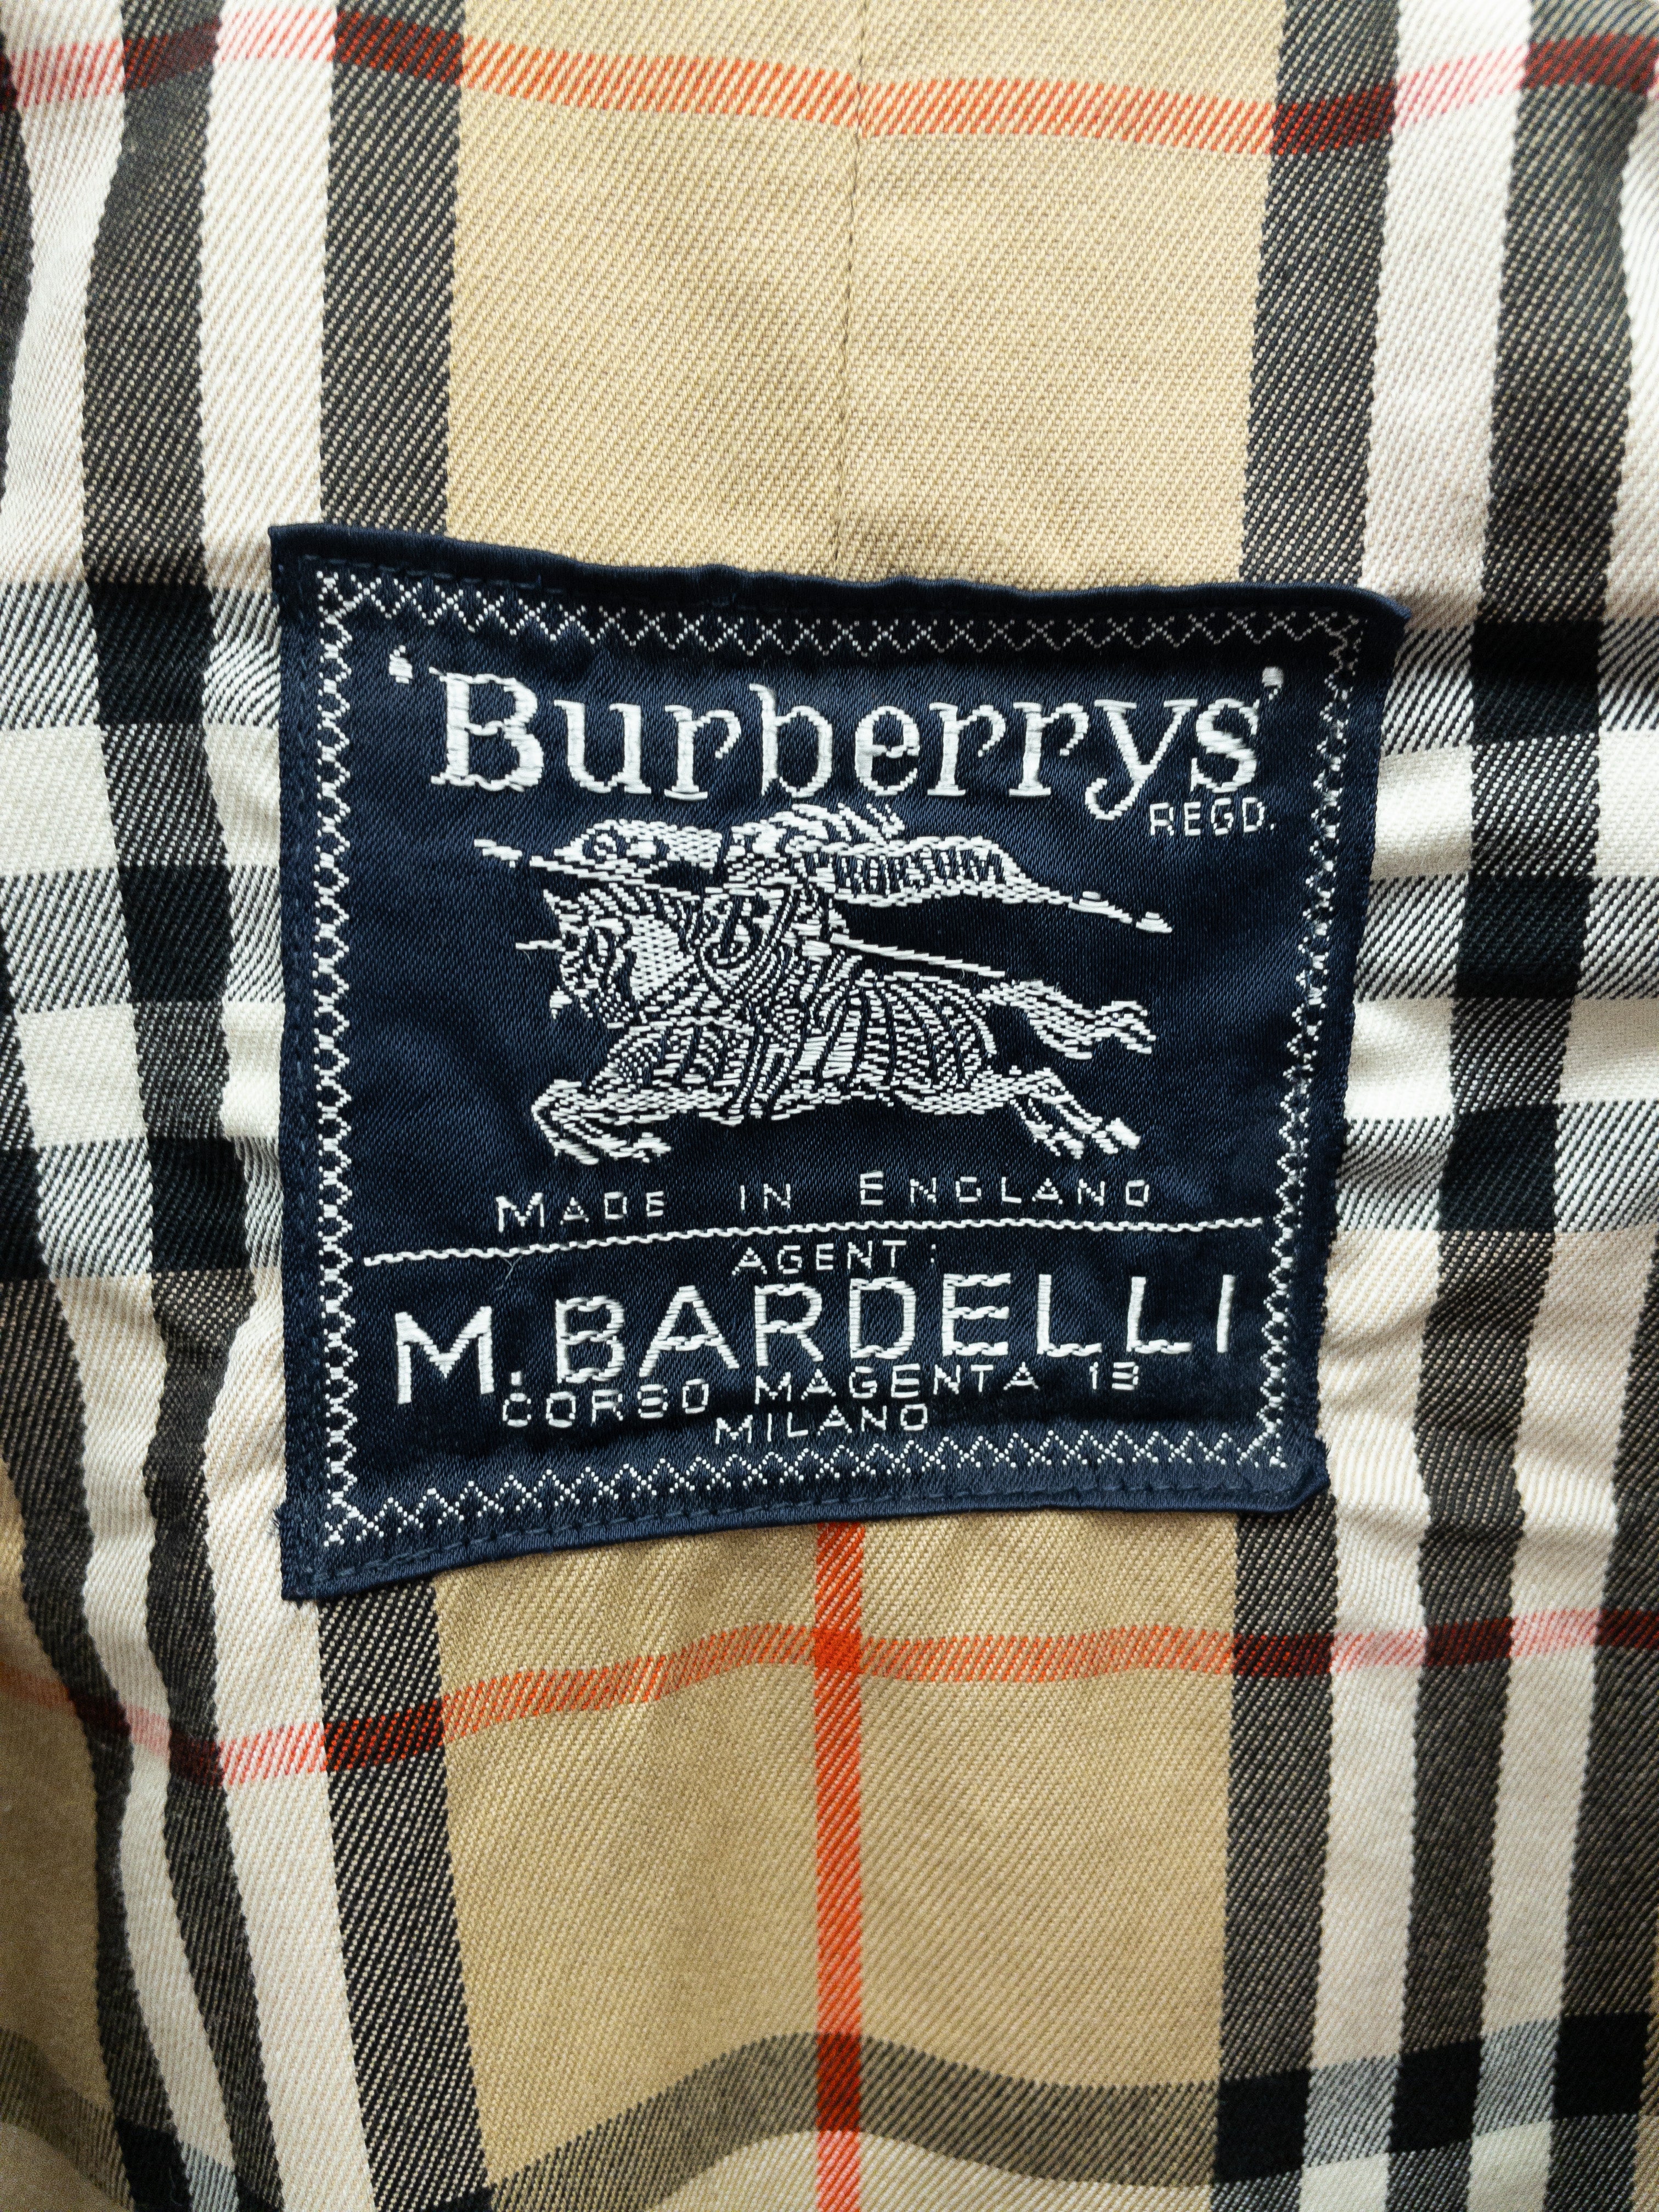 'Burberrys'
REGD.
PRORSUM
B
MADE IN ENGLAND
AGENT:
M. BARDELLI
CORSO MAGENTA 13
MILANO